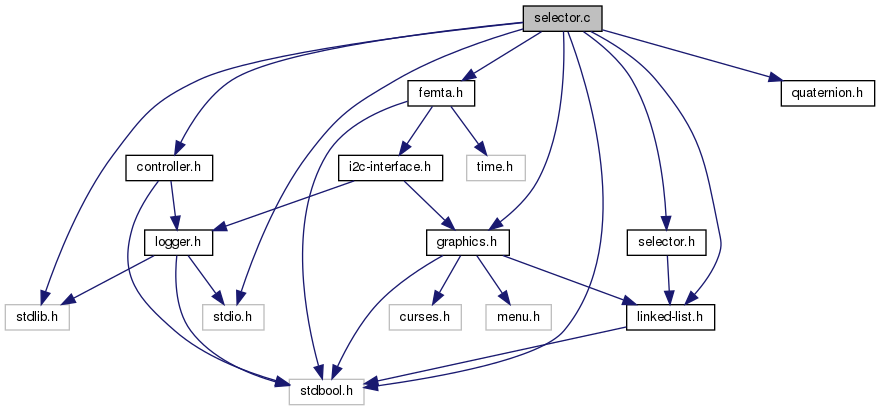 selector.c
femta.h
quaternion.h
controller.h
i2c-interface.h
time.h
logger.h
graphics.h
selector.h
stdlib.h
stdio.h
curses.h
menu.h
linked-list.h
stdbool.h